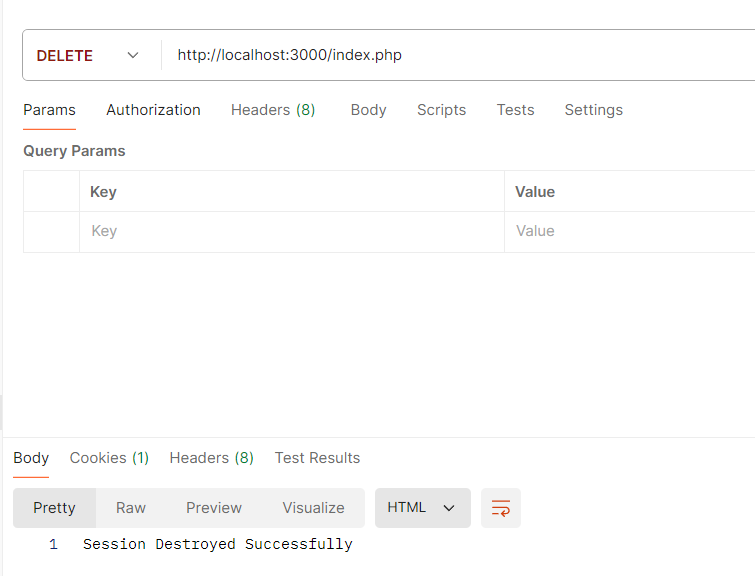 DELETE http://localhost:3000/index.php
Params Authorization Headers (8) Body Scripts Tests Settings
Query Params
Key Value
Key Value
Body Cookies (1) Headers (8) Test Results
Pretty Raw Preview Visualize HTML
1 Session Destroyed Successfully